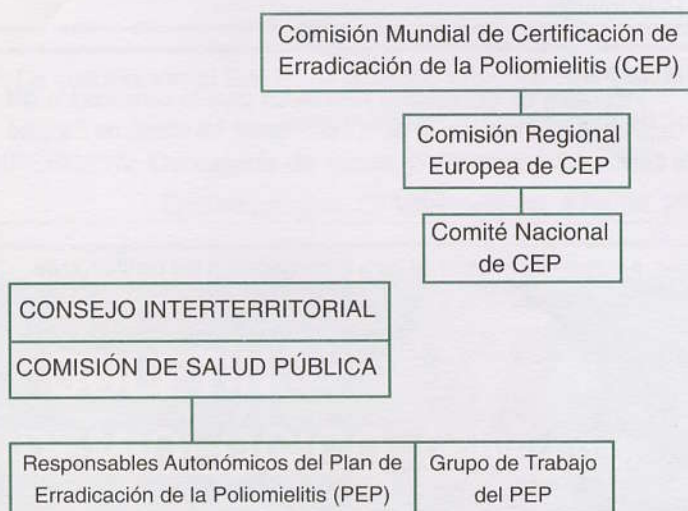 Comisión Mundial de Certificación de
Erradicación de la Poliomielitis (CEP)
Comisión Regional
Europea de CEP
Comité Nacional
de CEP
CONSEJO INTERTERRITORIAL
COMISIÓN DE SALUD PÚBLICA
Responsables Autonómicos del Plan de
Erradicación de la Poliomielitis (PEP)
Grupo de Trabajo
del PEP